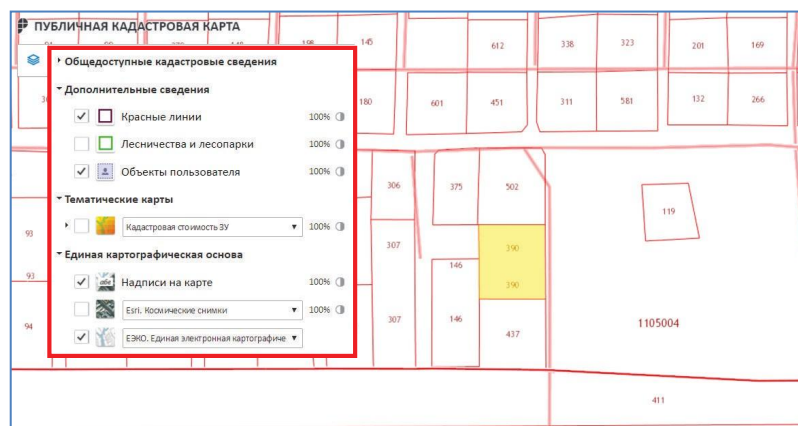 ПУБЛИЧНАЯ КАДАСТРОВАЯ КАРТА
145
612
338
323
201
169
Общедоступные кадастровые сведения
Дополнительные сведения
180
601
451
311
581
132
266
Красные линии 100%
Лесничества и лесопарки 100%
Объекты пользователя 100%
306
375
502
119
Тематические карты
Кадастровая стоимость ЗУ 100%
93
307
390
Единая картографическая основа
146
93
Надписи на карте 100%
390
Esri. Космические снимки 100%
94
307
146
437
1105004
ЕЭКО. Единая электронная картографиче
411